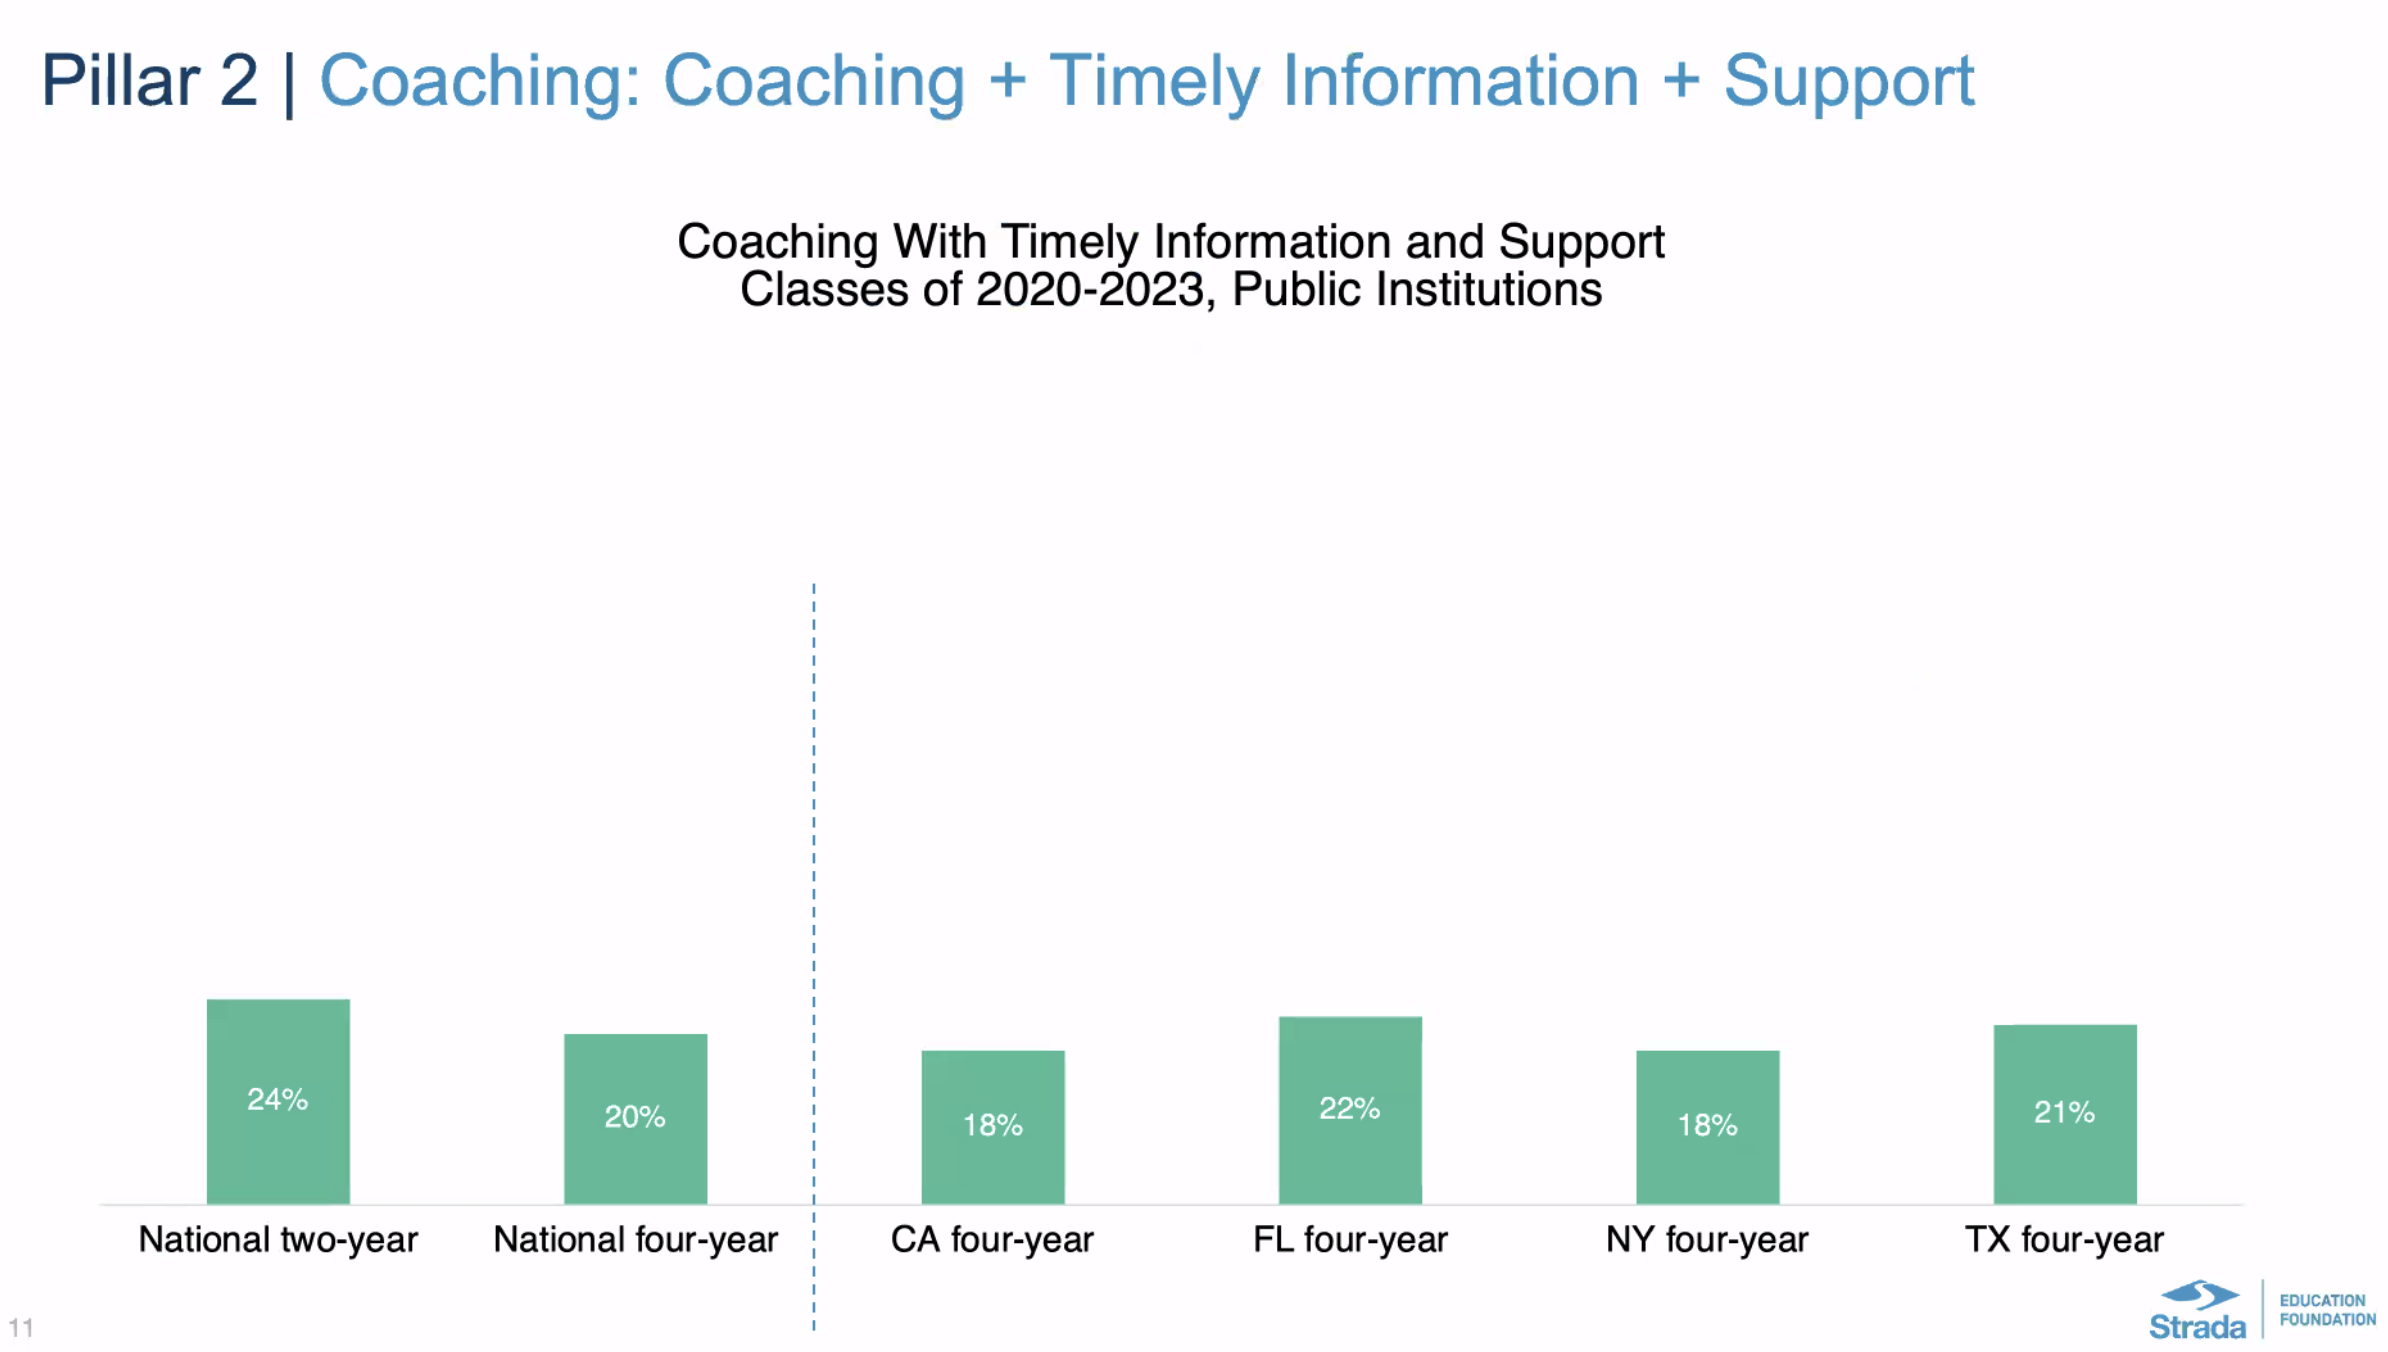 Pillar 2 | Coaching: Coaching + Timely Information + Support
Coaching With Timely Information and Support
Classes of 2020-2023, Public Institutions
24%
20%
18%
22%
18%
21%
National two-year
National four-year
CA four-year
FL four-year
NY four-year
TX four-year
11
Strada
EDUCATION
FOUNDATION